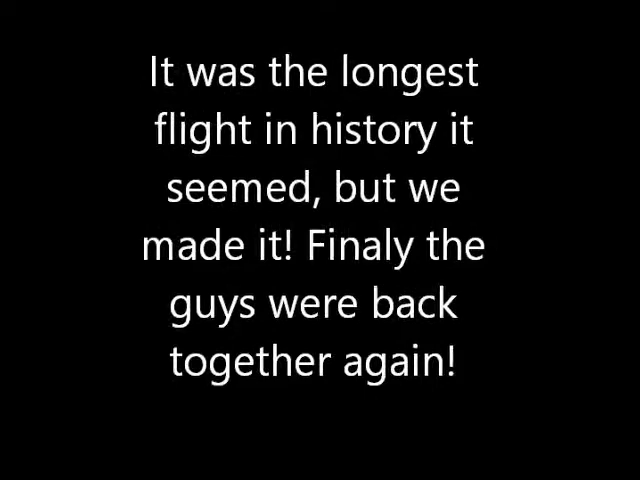 It was the longest
flight in history it
seemed, but we
made it! Finaly the
guys were back
together again!